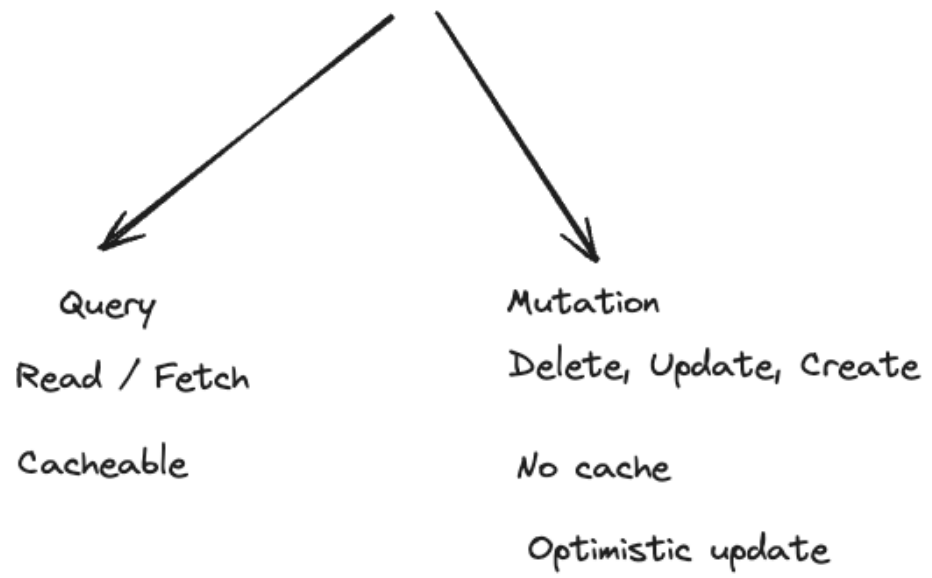 Query
Read / Fetch
Cacheable
Mutation
Delete, Update, Create
No cache
Optimistic update